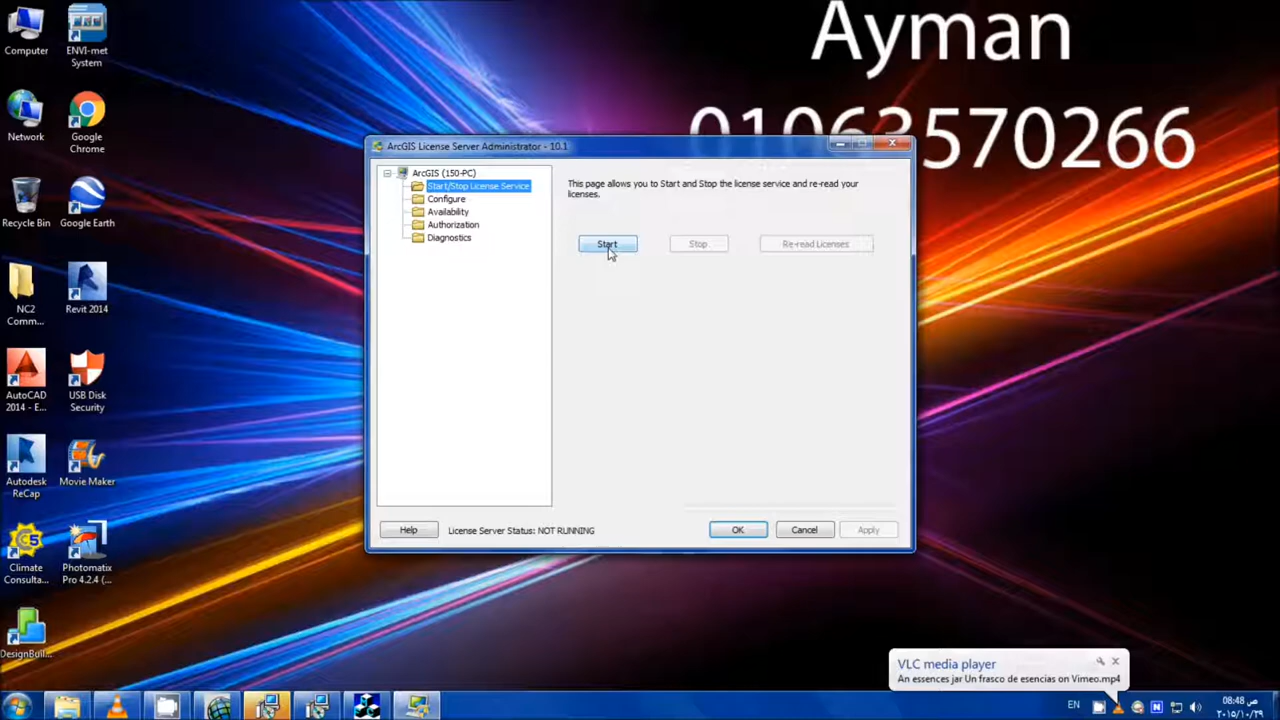 Ayman
01063570266
Computer
ENVI-met
System
Network
Google
Chrome
Recycle Bin
Google Earth
NC2
Comm...
Revit 2014
AutoCAD
2014 - E...
USB Disk
Security
Autodesk
ReCap
Movie Maker
Climate
Consulta...
Photomatix
Pro 4.2.4 (...
DesignBuil...
ArcGIS License Server Administrator - 10.1
ArcGIS (150-PC)
Start/Stop License Service
Configure
Availability
Authorization
Diagnostics
This page allows you to Start and Stop the license service and re-read your
licenses.
Start
Stop
Re-read Licenses
Help
License Server Status: NOT RUNNING
OK
Cancel
Apply
VLC media player
An essences jar Un frasco de esencias on Vimeo.mp4
EN
08:48 ص
٢٠١٥/١٠/٢٩